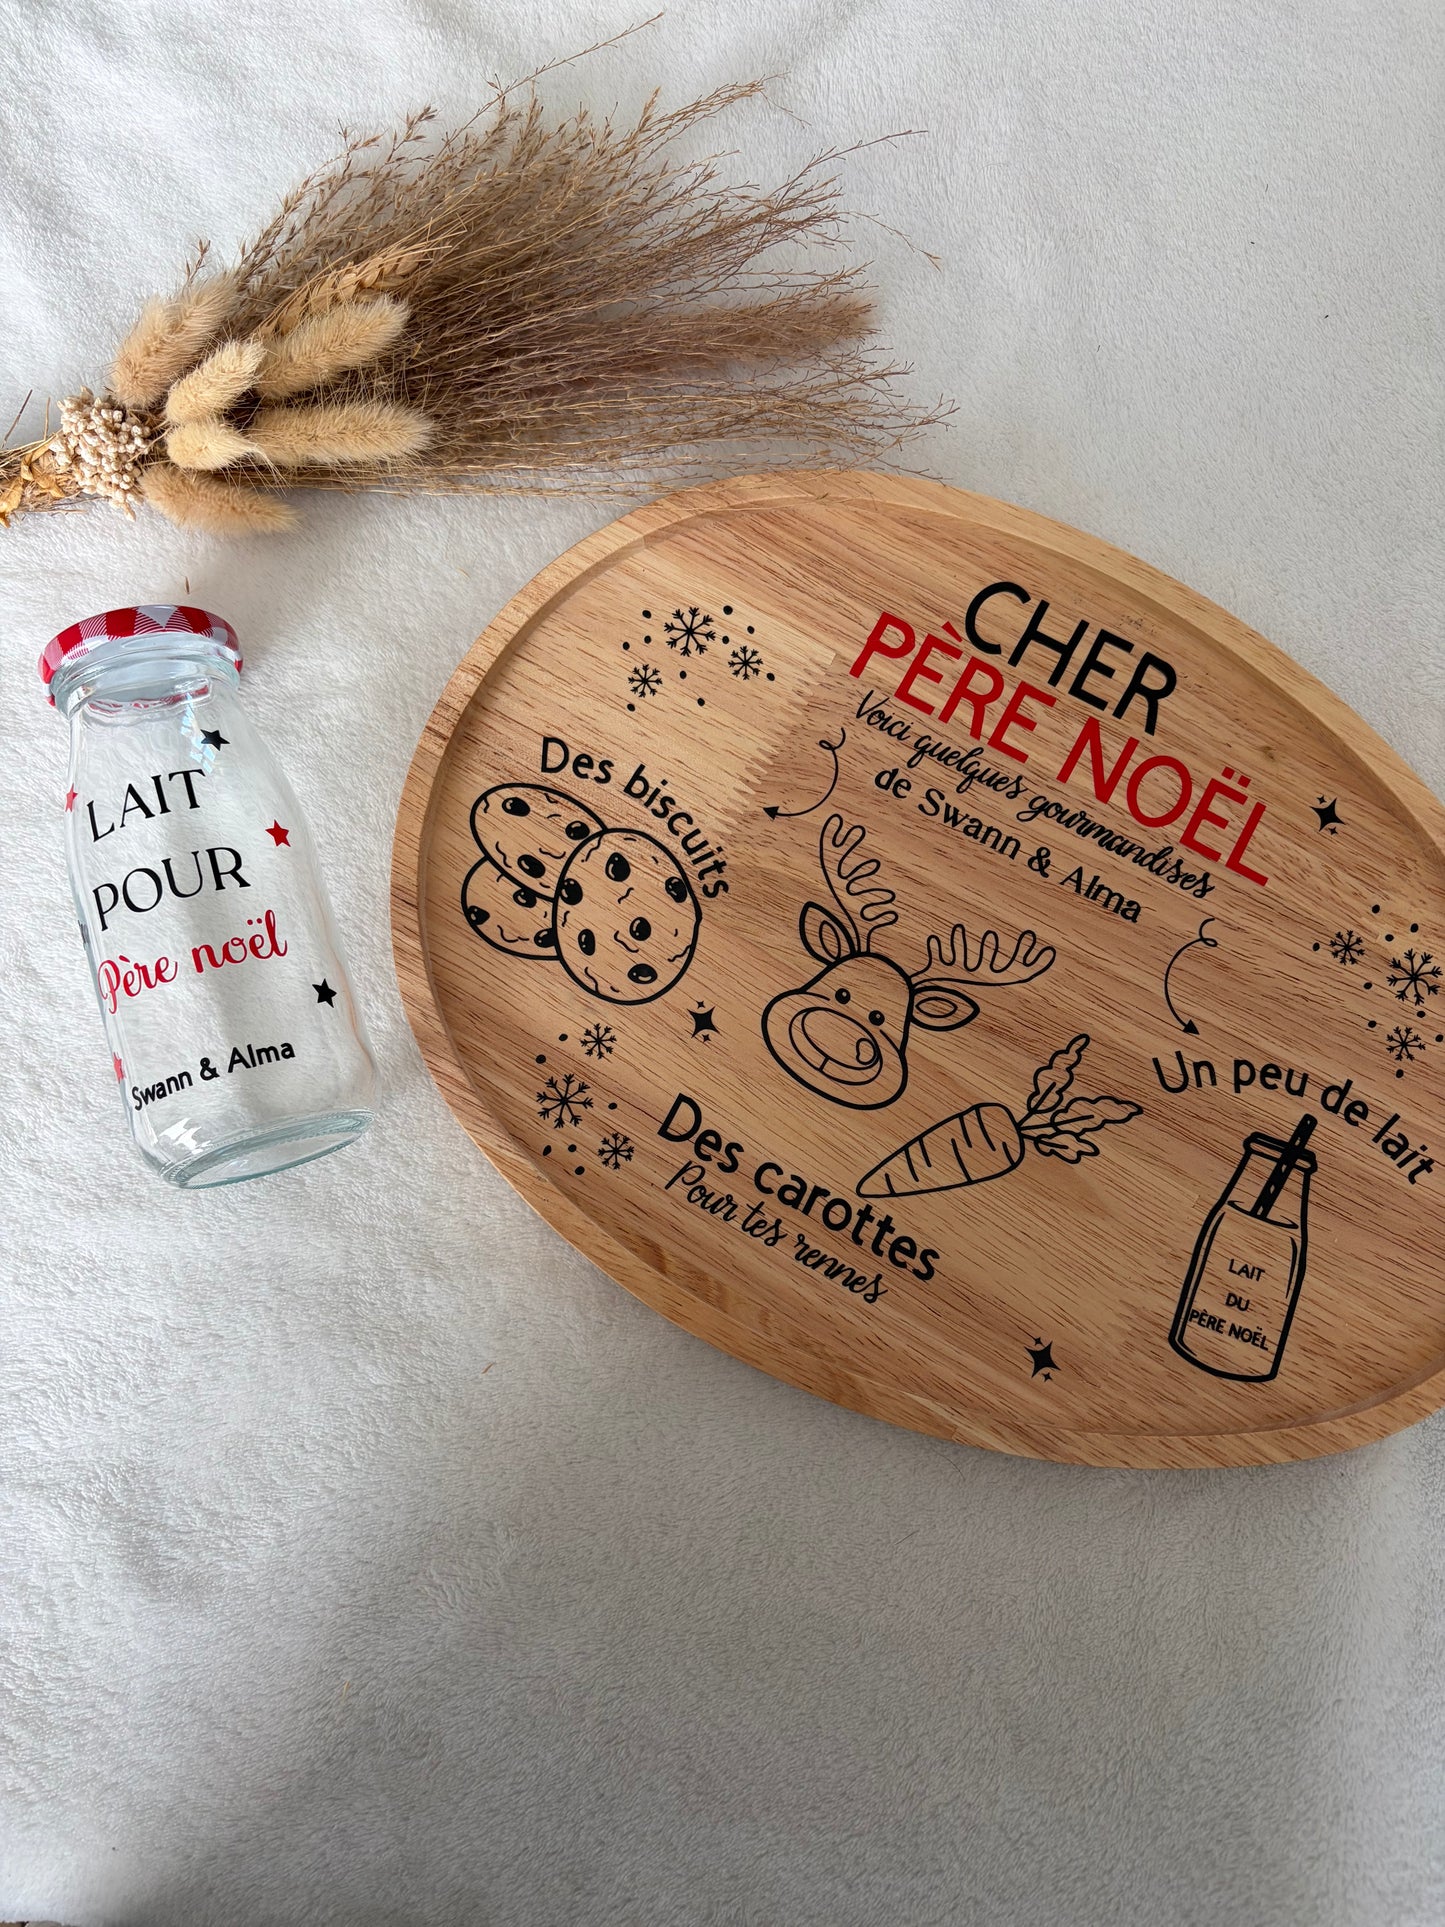 LAIT
POUR
Père noël
Swann & Alma
CHER
PÈRE NOËL
Voici quelques gourmandises
de Swann & Alma
Des biscuits
Un peu de lait
Des carottes
Pour tes rennes
LAIT
DU
PÈRE NOËL